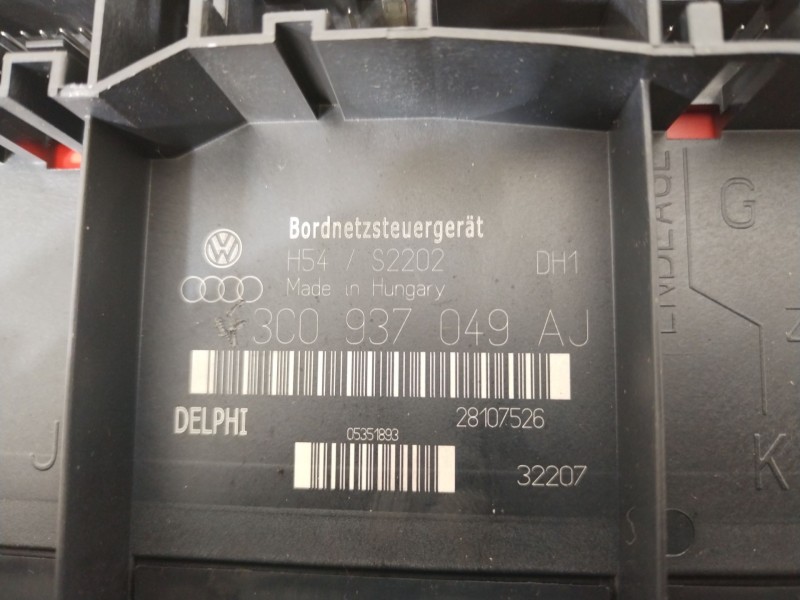 Bordnetzsteuergerät
H54 / S2202 DH1
Made in Hungary
3C0 937 049 AJ
DELPHI 28107526
05351893
32207
J
G
K